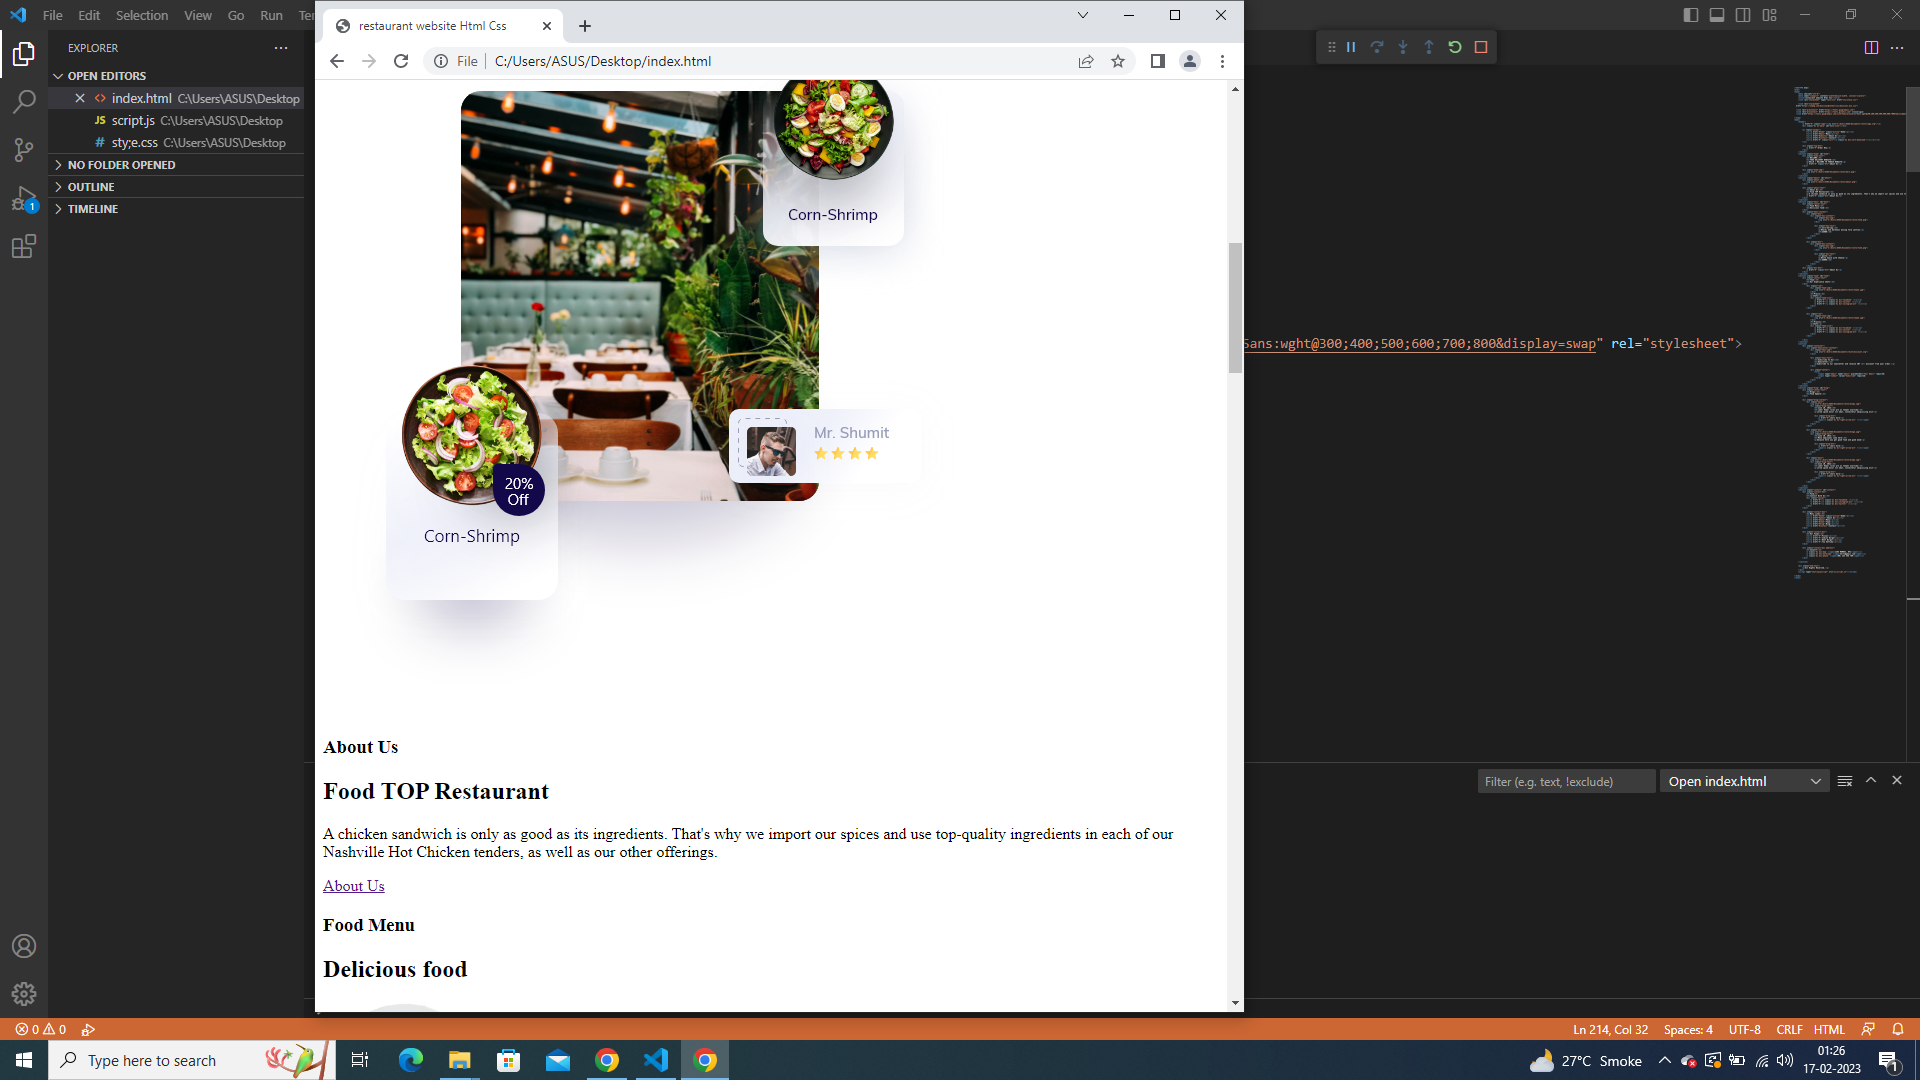 File Edit Selection View Go Run Ter
restaurant website Html Css
File C:/Users/ASUS/Desktop/index.html
EXPLORER
OPEN EDITORS
index.html C:\Users\ASUS\Desktop
JS script.js C:\Users\ASUS\Desktop
# sty;e.css C:\Users\ASUS\Desktop
NO FOLDER OPENED
OUTLINE
TIMELINE
1
Corn-Shrimp
Sans:wght@300;400;500;600;700;800&display=swap" rel="stylesheet">
Mr. Shumit
20%
Off
Corn-Shrimp
About Us
Food TOP Restaurant
A chicken sandwich is only as good as its ingredients. That's why we import our spices and use top-quality ingredients in each of our
Nashville Hot Chicken tenders, as well as our other offerings.
About Us
Food Menu
Delicious food
Filter (e.g. text, !exclude)
Open index.html
0 0
Ln 214, Col 32 Spaces: 4 UTF-8 CRLF HTML
Type here to search
27°C Smoke
01:26
17-02-2023
1